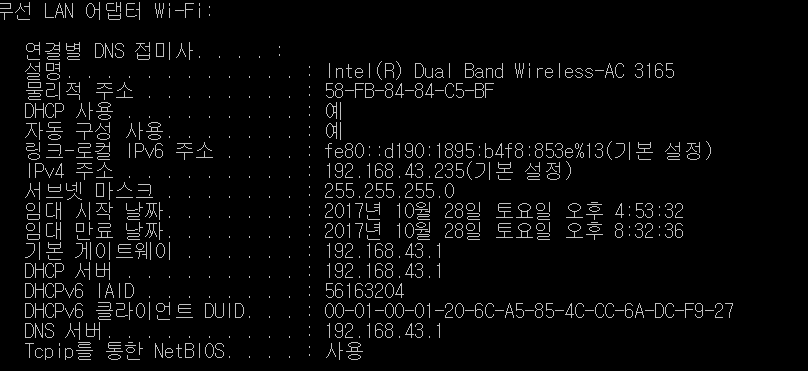 무선 LAN 어댑터 Wi-Fi:
연결별 DNS 접미사. . . . :
설명. . . . . . . . . . . . : Intel(R) Dual Band Wireless-AC 3165
물리적 주소 . . . . . . . . : 58-FB-84-84-C5-BF
DHCP 사용 . . . . . . . . . : 예
자동 구성 사용. . . . . . . : 예
링크-로컬 IPv6 주소 . . . . : fe80::d190:1895:b4f8:853e%13(기본 설정)
IPv4 주소 . . . . . . . . . : 192.168.43.235(기본 설정)
서브넷 마스크 . . . . . . . : 255.255.255.0
임대 시작 날짜. . . . . . . : 2017년 10월 28일 토요일 오후 4:53:32
임대 만료 날짜. . . . . . . : 2017년 10월 28일 토요일 오후 8:32:36
기본 게이트웨이 . . . . . . : 192.168.43.1
DHCP 서버 . . . . . . . . . : 192.168.43.1
DHCPv6 IAID . . . . . . . . : 56163204
DHCPv6 클라이언트 DUID. . . : 00-01-00-01-20-6C-A5-85-4C-CC-6A-DC-F9-27
DNS 서버. . . . . . . . . . : 192.168.43.1
Tcpip를 통한 NetBIOS. . . . : 사용